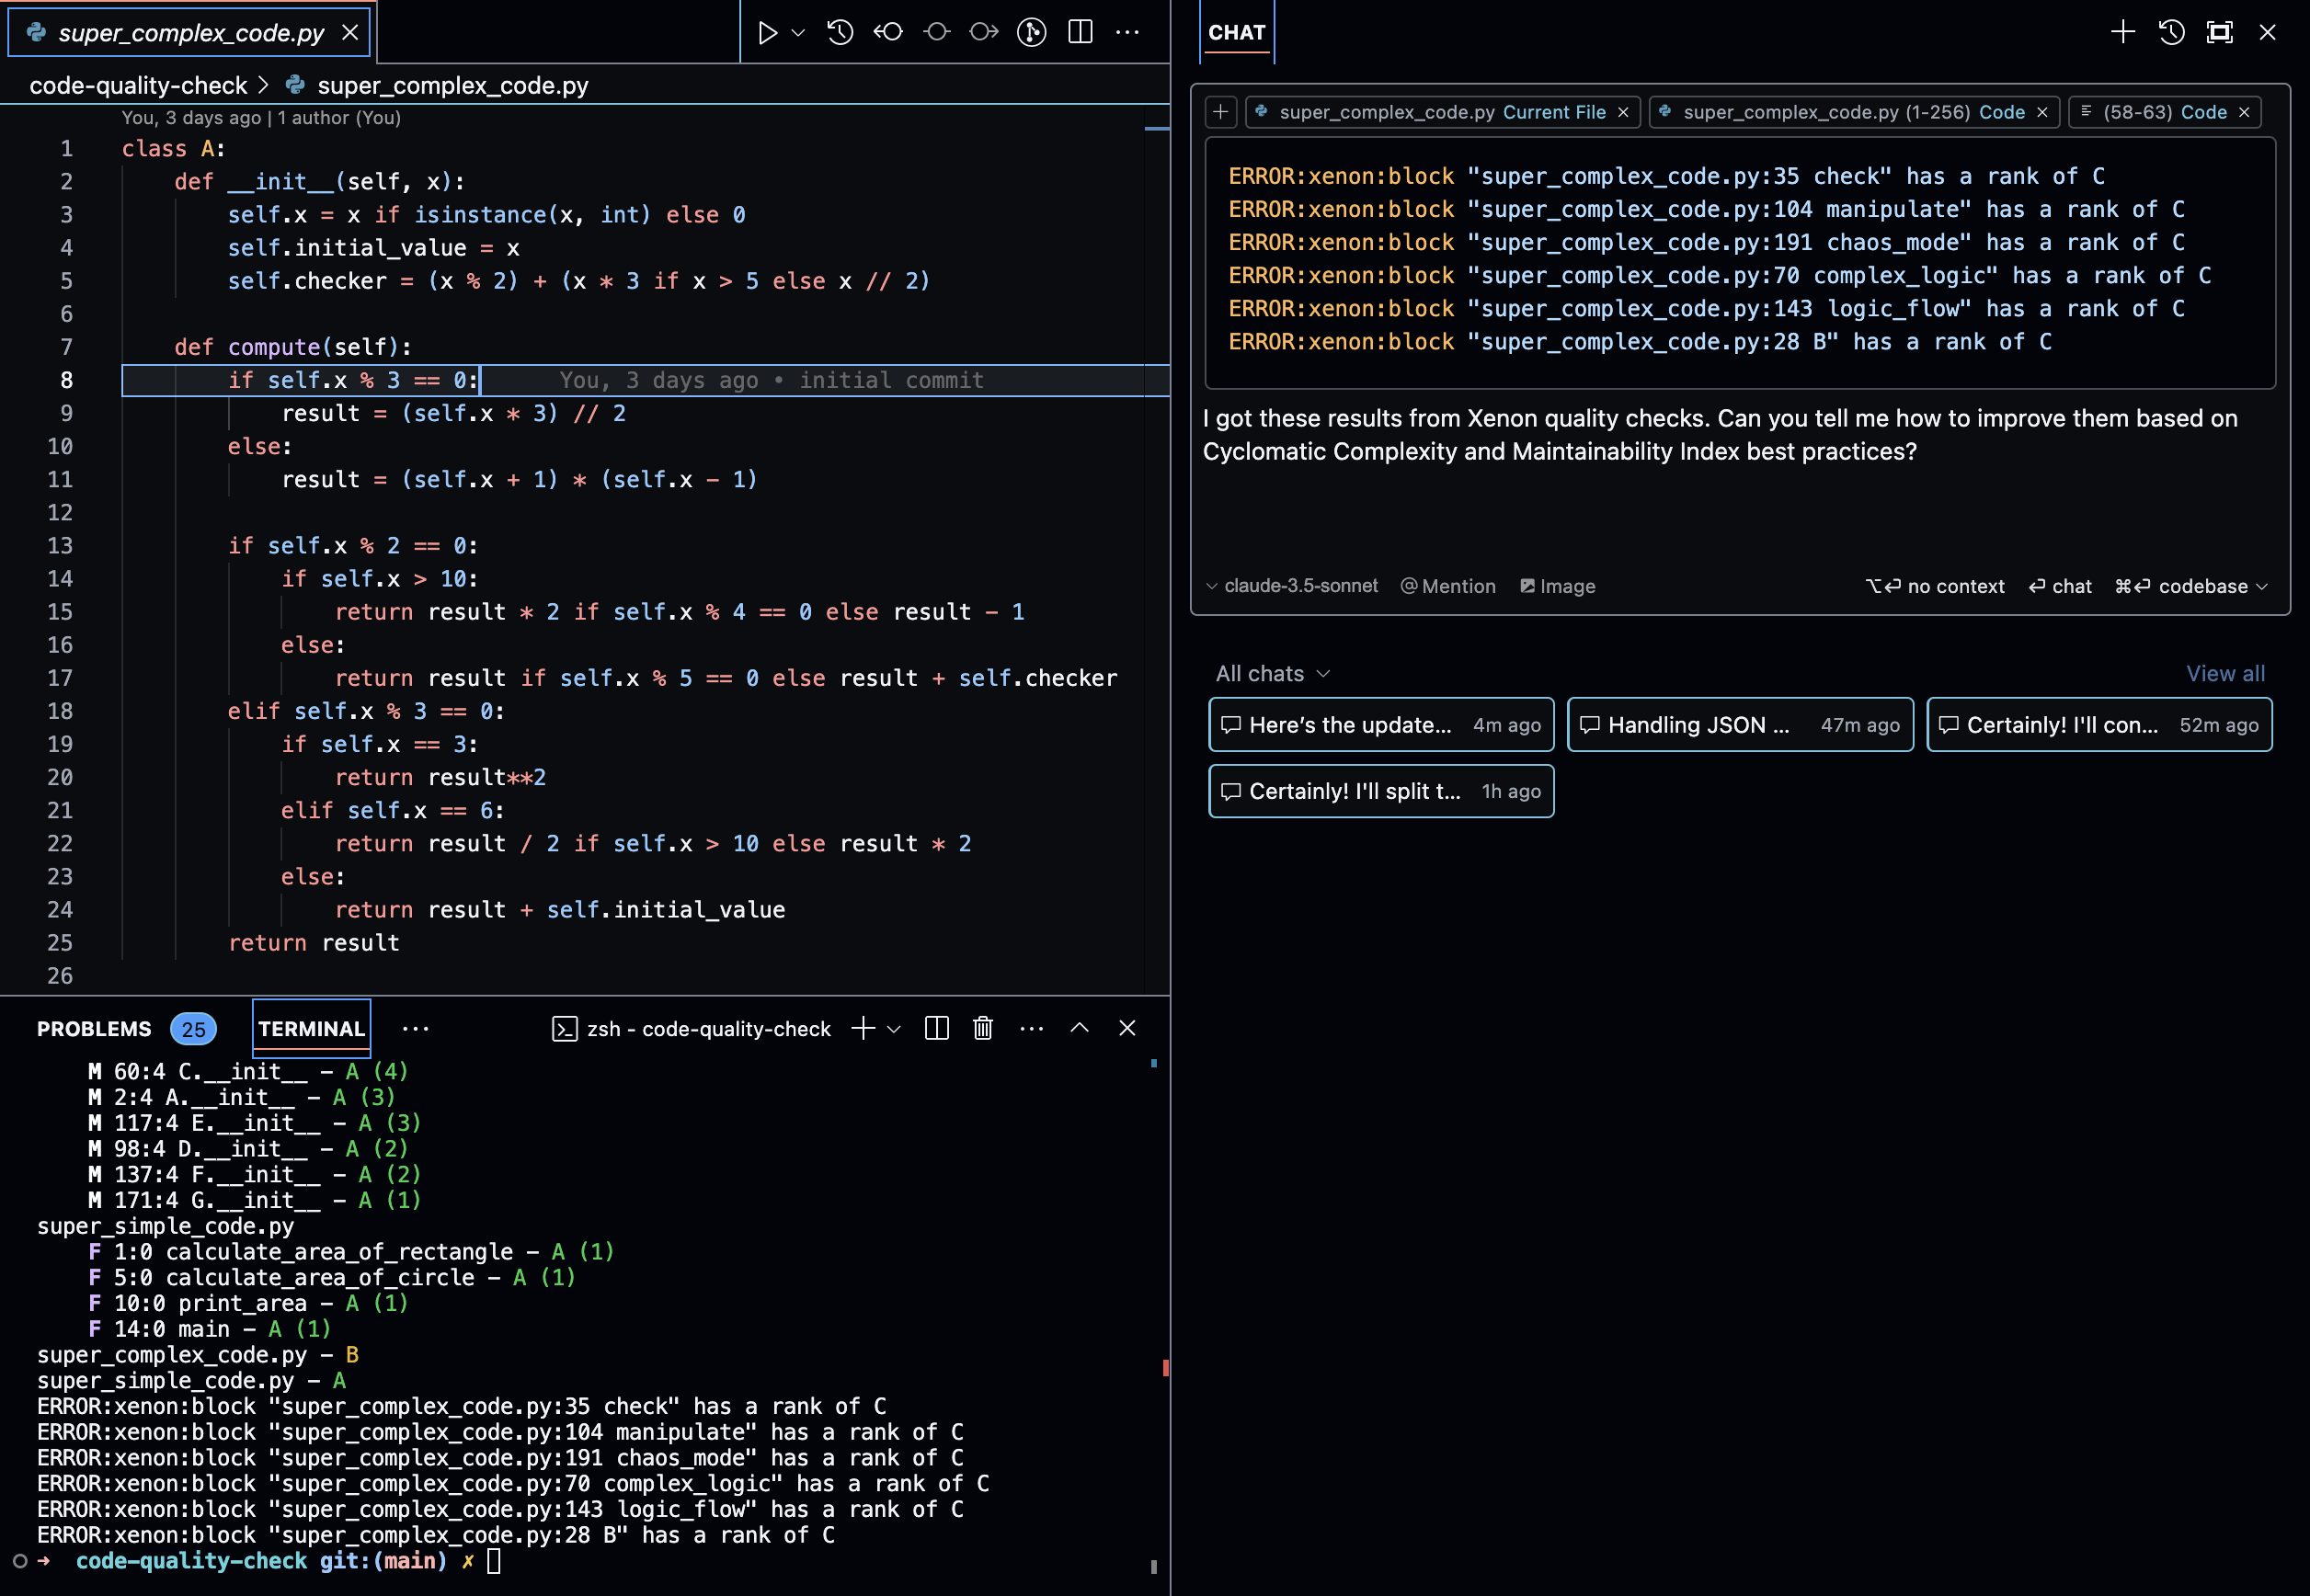 super_complex_code.py
code-quality-check > super_complex_code.py
You, 3 days ago | 1 author (You)
1 class A:
2     def __init__(self, x):
3         self.x = x if isinstance(x, int) else 0
4         self.initial_value = x
5         self.checker = (x % 2) + (x * 3 if x > 5 else x // 2)
6
7     def compute(self):
8         if self.x % 3 == 0: You, 3 days ago • initial commit
9             result = (self.x * 3) // 2
10         else:
11             result = (self.x + 1) * (self.x - 1)
12
13         if self.x % 2 == 0:
14             if self.x > 10:
15                 return result * 2 if self.x % 4 == 0 else result - 1
16             else:
17                 return result if self.x % 5 == 0 else result + self.checker
18         elif self.x % 3 == 0:
19             if self.x == 3:
20                 return result**2
21             elif self.x == 6:
22                 return result / 2 if self.x > 10 else result * 2
23             else:
24                 return result + self.initial_value
25         return result
26
PROBLEMS 25 TERMINAL zsh - code-quality-check
M 60:4 C.__init__ - A (4)
M 2:4 A.__init__ - A (3)
M 117:4 E.__init__ - A (3)
M 98:4 D.__init__ - A (2)
M 137:4 F.__init__ - A (2)
M 171:4 G.__init__ - A (1)
super_simple_code.py
F 1:0 calculate_area_of_rectangle - A (1)
F 5:0 calculate_area_of_circle - A (1)
F 10:0 print_area - A (1)
F 14:0 main - A (1)
super_complex_code.py - B
super_simple_code.py - A
ERROR:xenon:block "super_complex_code.py:35 check" has a rank of C
ERROR:xenon:block "super_complex_code.py:104 manipulate" has a rank of C
ERROR:xenon:block "super_complex_code.py:191 chaos_mode" has a rank of C
ERROR:xenon:block "super_complex_code.py:70 complex_logic" has a rank of C
ERROR:xenon:block "super_complex_code.py:143 logic_flow" has a rank of C
ERROR:xenon:block "super_complex_code.py:28 B" has a rank of C
➜ code-quality-check git:(main) ✗
CHAT
super_complex_code.py Current File × super_complex_code.py (1-256) Code × (58-63) Code ×
ERROR:xenon:block "super_complex_code.py:35 check" has a rank of C
ERROR:xenon:block "super_complex_code.py:104 manipulate" has a rank of C
ERROR:xenon:block "super_complex_code.py:191 chaos_mode" has a rank of C
ERROR:xenon:block "super_complex_code.py:70 complex_logic" has a rank of C
ERROR:xenon:block "super_complex_code.py:143 logic_flow" has a rank of C
ERROR:xenon:block "super_complex_code.py:28 B" has a rank of C
I got these results from Xenon quality checks. Can you tell me how to improve them based on
Cyclomatic Complexity and Maintainability Index best practices?
claude-3.5-sonnet @ Mention Image ⌥⏎ no context ⏎ chat ⌘⏎ codebase
All chats View all
Here's the update... 4m ago Handling JSON ... 47m ago Certainly! I'll con... 52m ago
Certainly! I'll split t... 1h ago